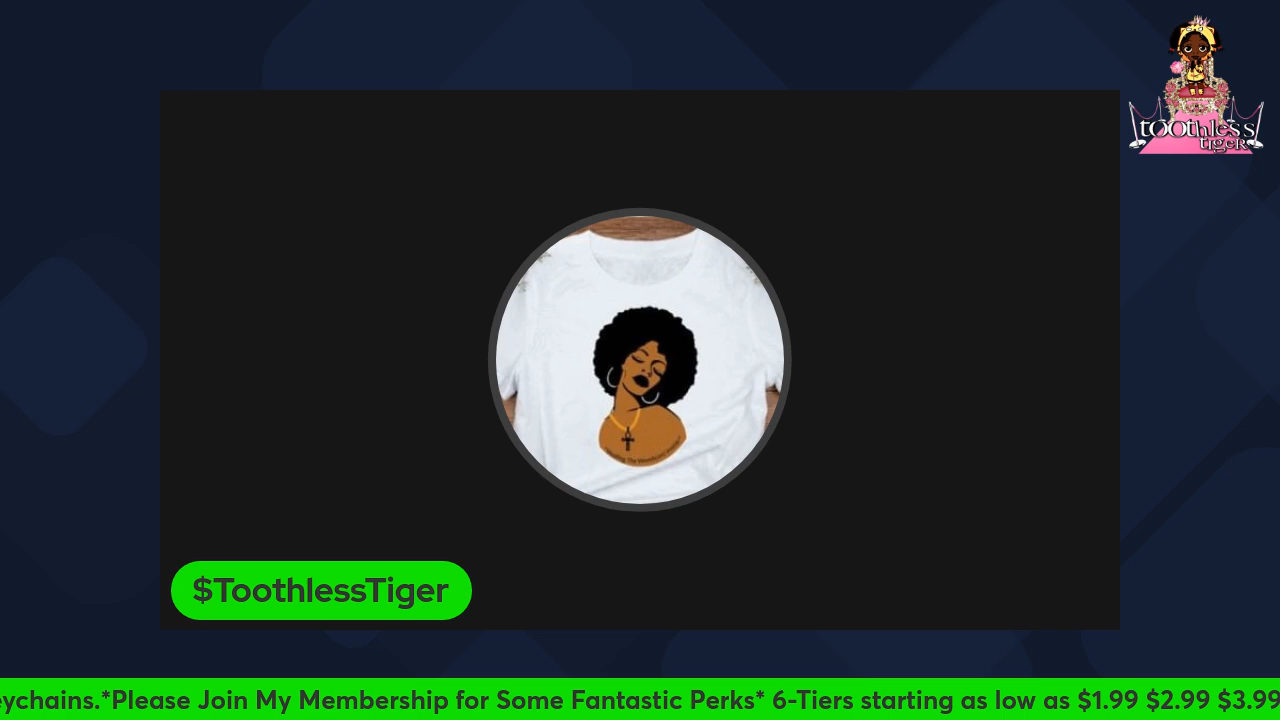 toothless
tiger
$ToothlessTiger
eychains.*Please Join My Membership for Some Fantastic Perks* 6-Tiers starting as low as $1.99 $2.99 $3.99